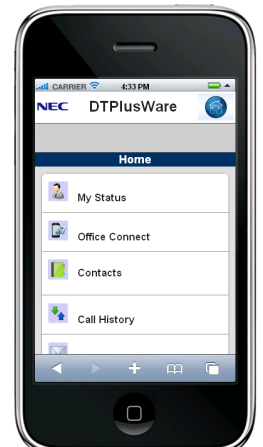 CARRIER 4:33 PM
NEC DTPlusWare
Home
My Status
Office Connect
Contacts
Call History